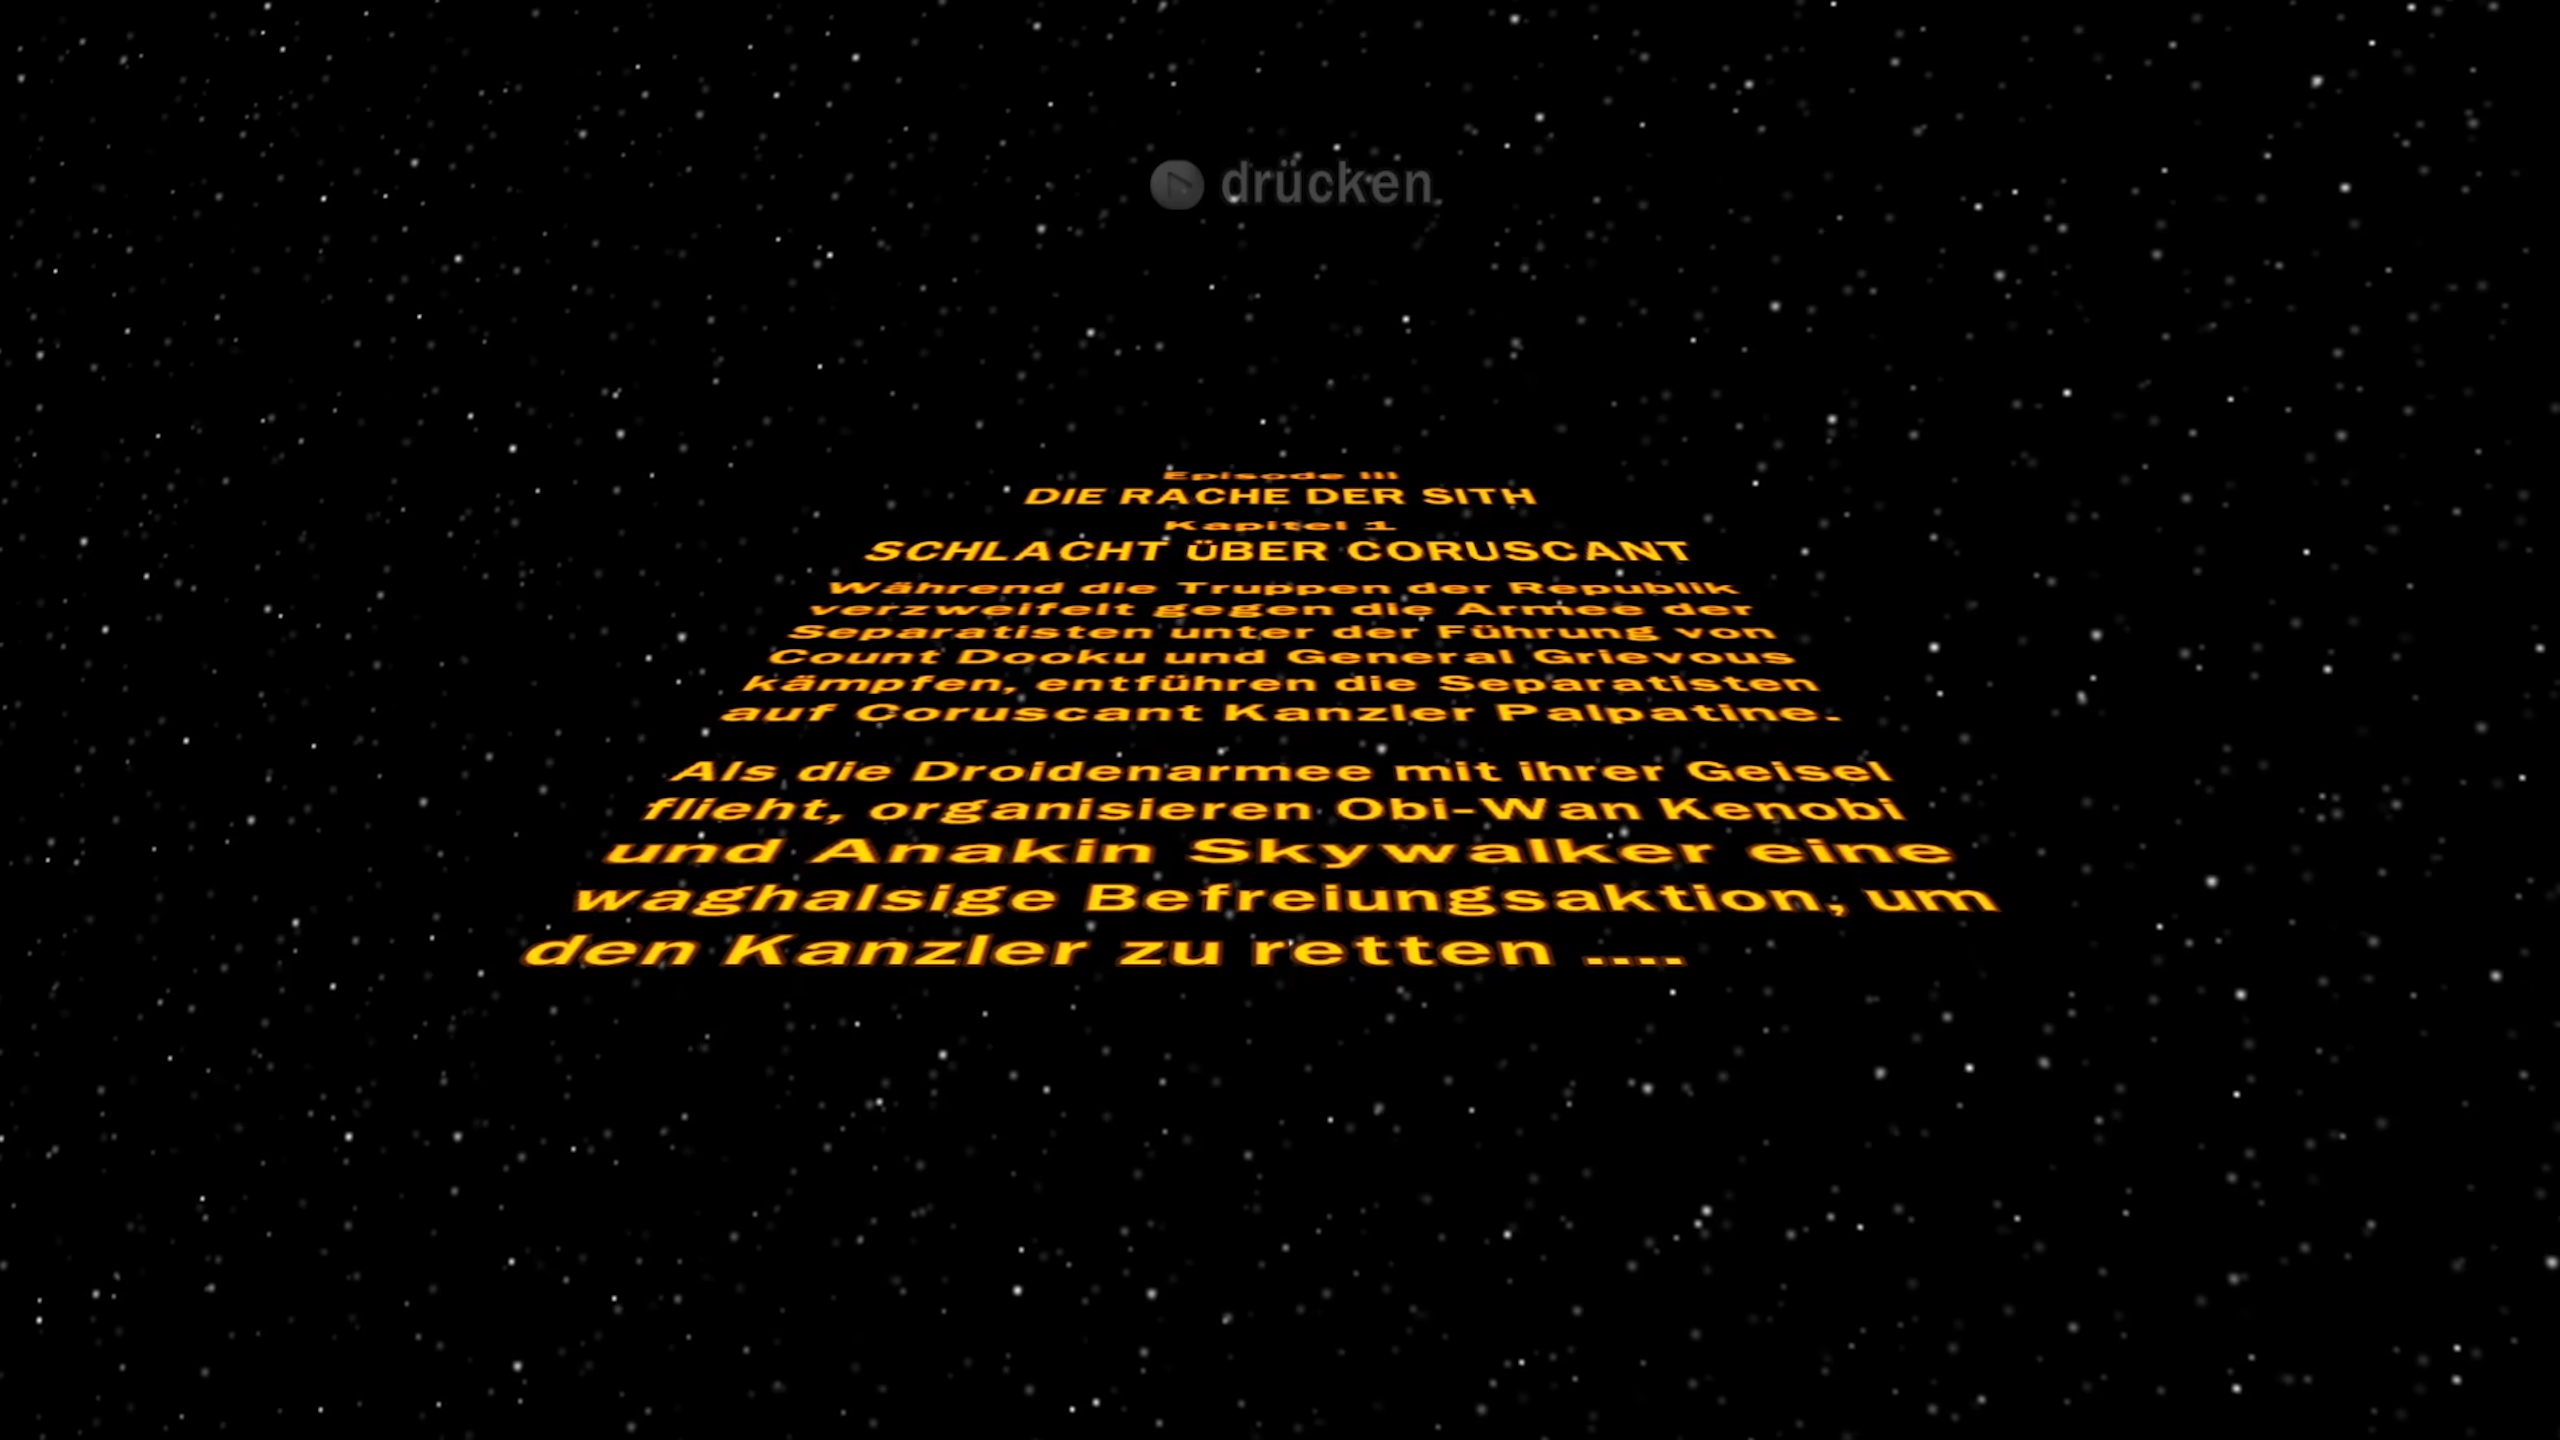 drücken
Episode III
DIE RACHE DER SITH
Kapitel 1
SCHLACHT ÜBER CORUSCANT
Während die Truppen der Republik
verzweifelt gegen die Armee der
Separatisten unter der Führung von
Count Dooku und General Grievous
kämpfen, entführen die Separatisten
auf Coruscant Kanzler Palpatine.
Als die Droidenarmee mit ihrer Geisel
flieht, organisieren Obi-Wan Kenobi
und Anakin Skywalker eine
waghalsige Befreiungsaktion, um
den Kanzler zu retten ....